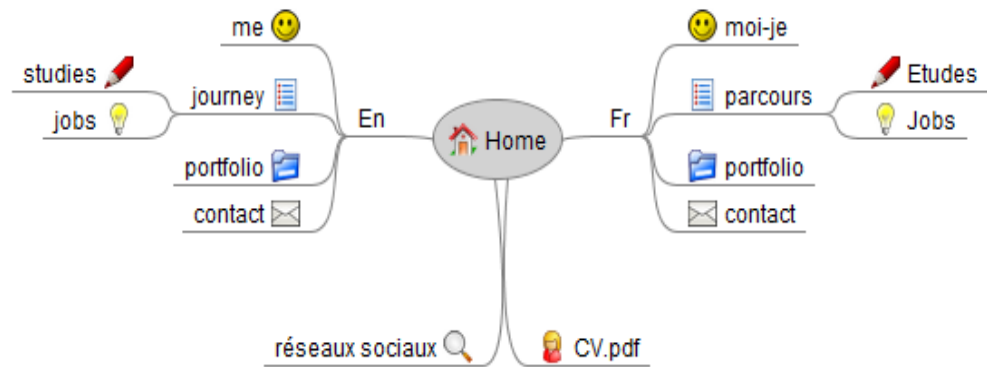 me
studies
journey
jobs
En
portfolio
contact
Home
moi-je
Fr
parcours
Etudes
Jobs
portfolio
contact
réseaux sociaux
CV.pdf